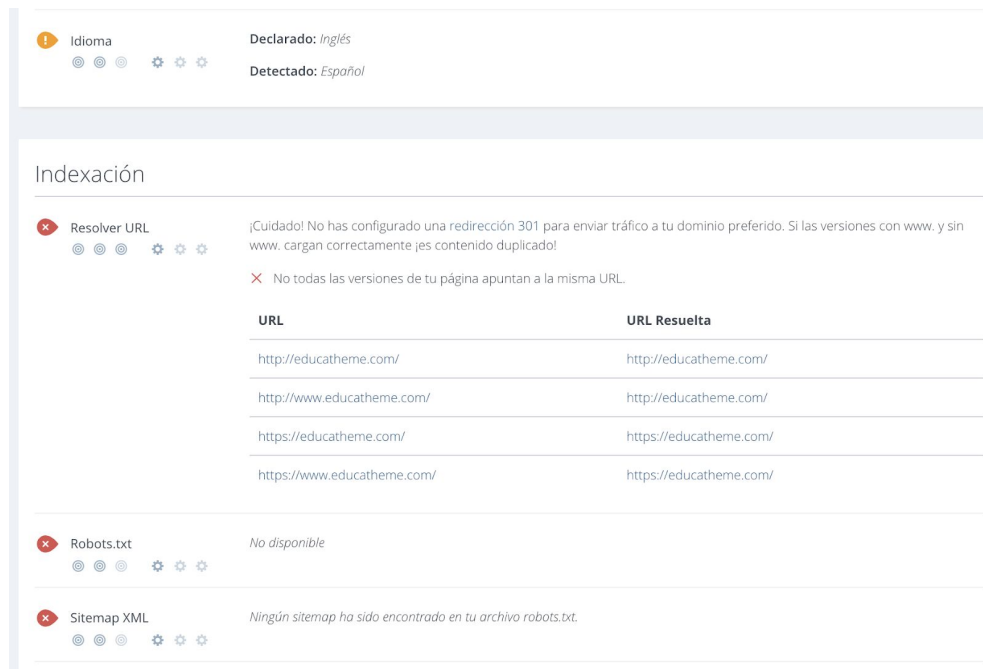 Idioma
Declarado: Inglés
Detectado: Español
Indexación
Resolver URL
¡Cuidado! No has configurado una redirección 301 para enviar tráfico a tu dominio preferido. Si las versiones con www. y sin
www. cargan correctamente ¡es contenido duplicado!
No todas las versiones de tu página apuntan a la misma URL.
URL URL Resuelta
http://educatheme.com/ http://educatheme.com/
http://www.educatheme.com/ http://educatheme.com/
https://educatheme.com/ https://educatheme.com/
https://www.educatheme.com/ https://educatheme.com/
Robots.txt
No disponible
Sitemap XML
Ningún sitemap ha sido encontrado en tu archivo robots.txt.